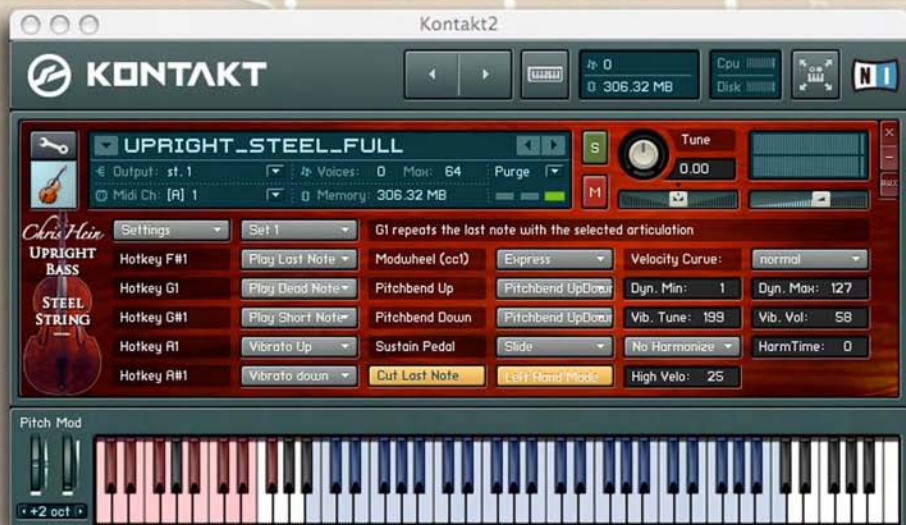 Kontakt2
KONTAKT
0
306.32 MB
Cpu
Disk
NI
UPRIGHT_STEEL_FULL
Output: st. 1
Voices: 0 Max: 64
Purge
Midi Ch: [A] 1
Memory: 306.32 MB
S
M
Tune
0.00
AUX
Chris Hein
UPRIGHT
BASS
STEEL
STRING
Settings
Set 1
G1 repeats the last note with the selected articulation
Hotkey F#1
Play Last Note
Modwheel (cc1)
Express
Velocity Curve:
normal
Hotkey G1
Play Dead Note
Pitchbend Up
Pitchbend UpDown
Dyn. Min: 1
Dyn. Max: 127
Hotkey G#1
Play Short Note
Pitchbend Down
Pitchbend UpDown
Vib. Tune: 199
Vib. Vol: 58
Hotkey A1
Vibrato Up
Sustain Pedal
Slide
No Harmonize
HarmTime: 0
Hotkey A#1
Vibrato down
Cut Last Note
Left Hand Mode
High Velo: 25
Pitch Mod
+2 oct